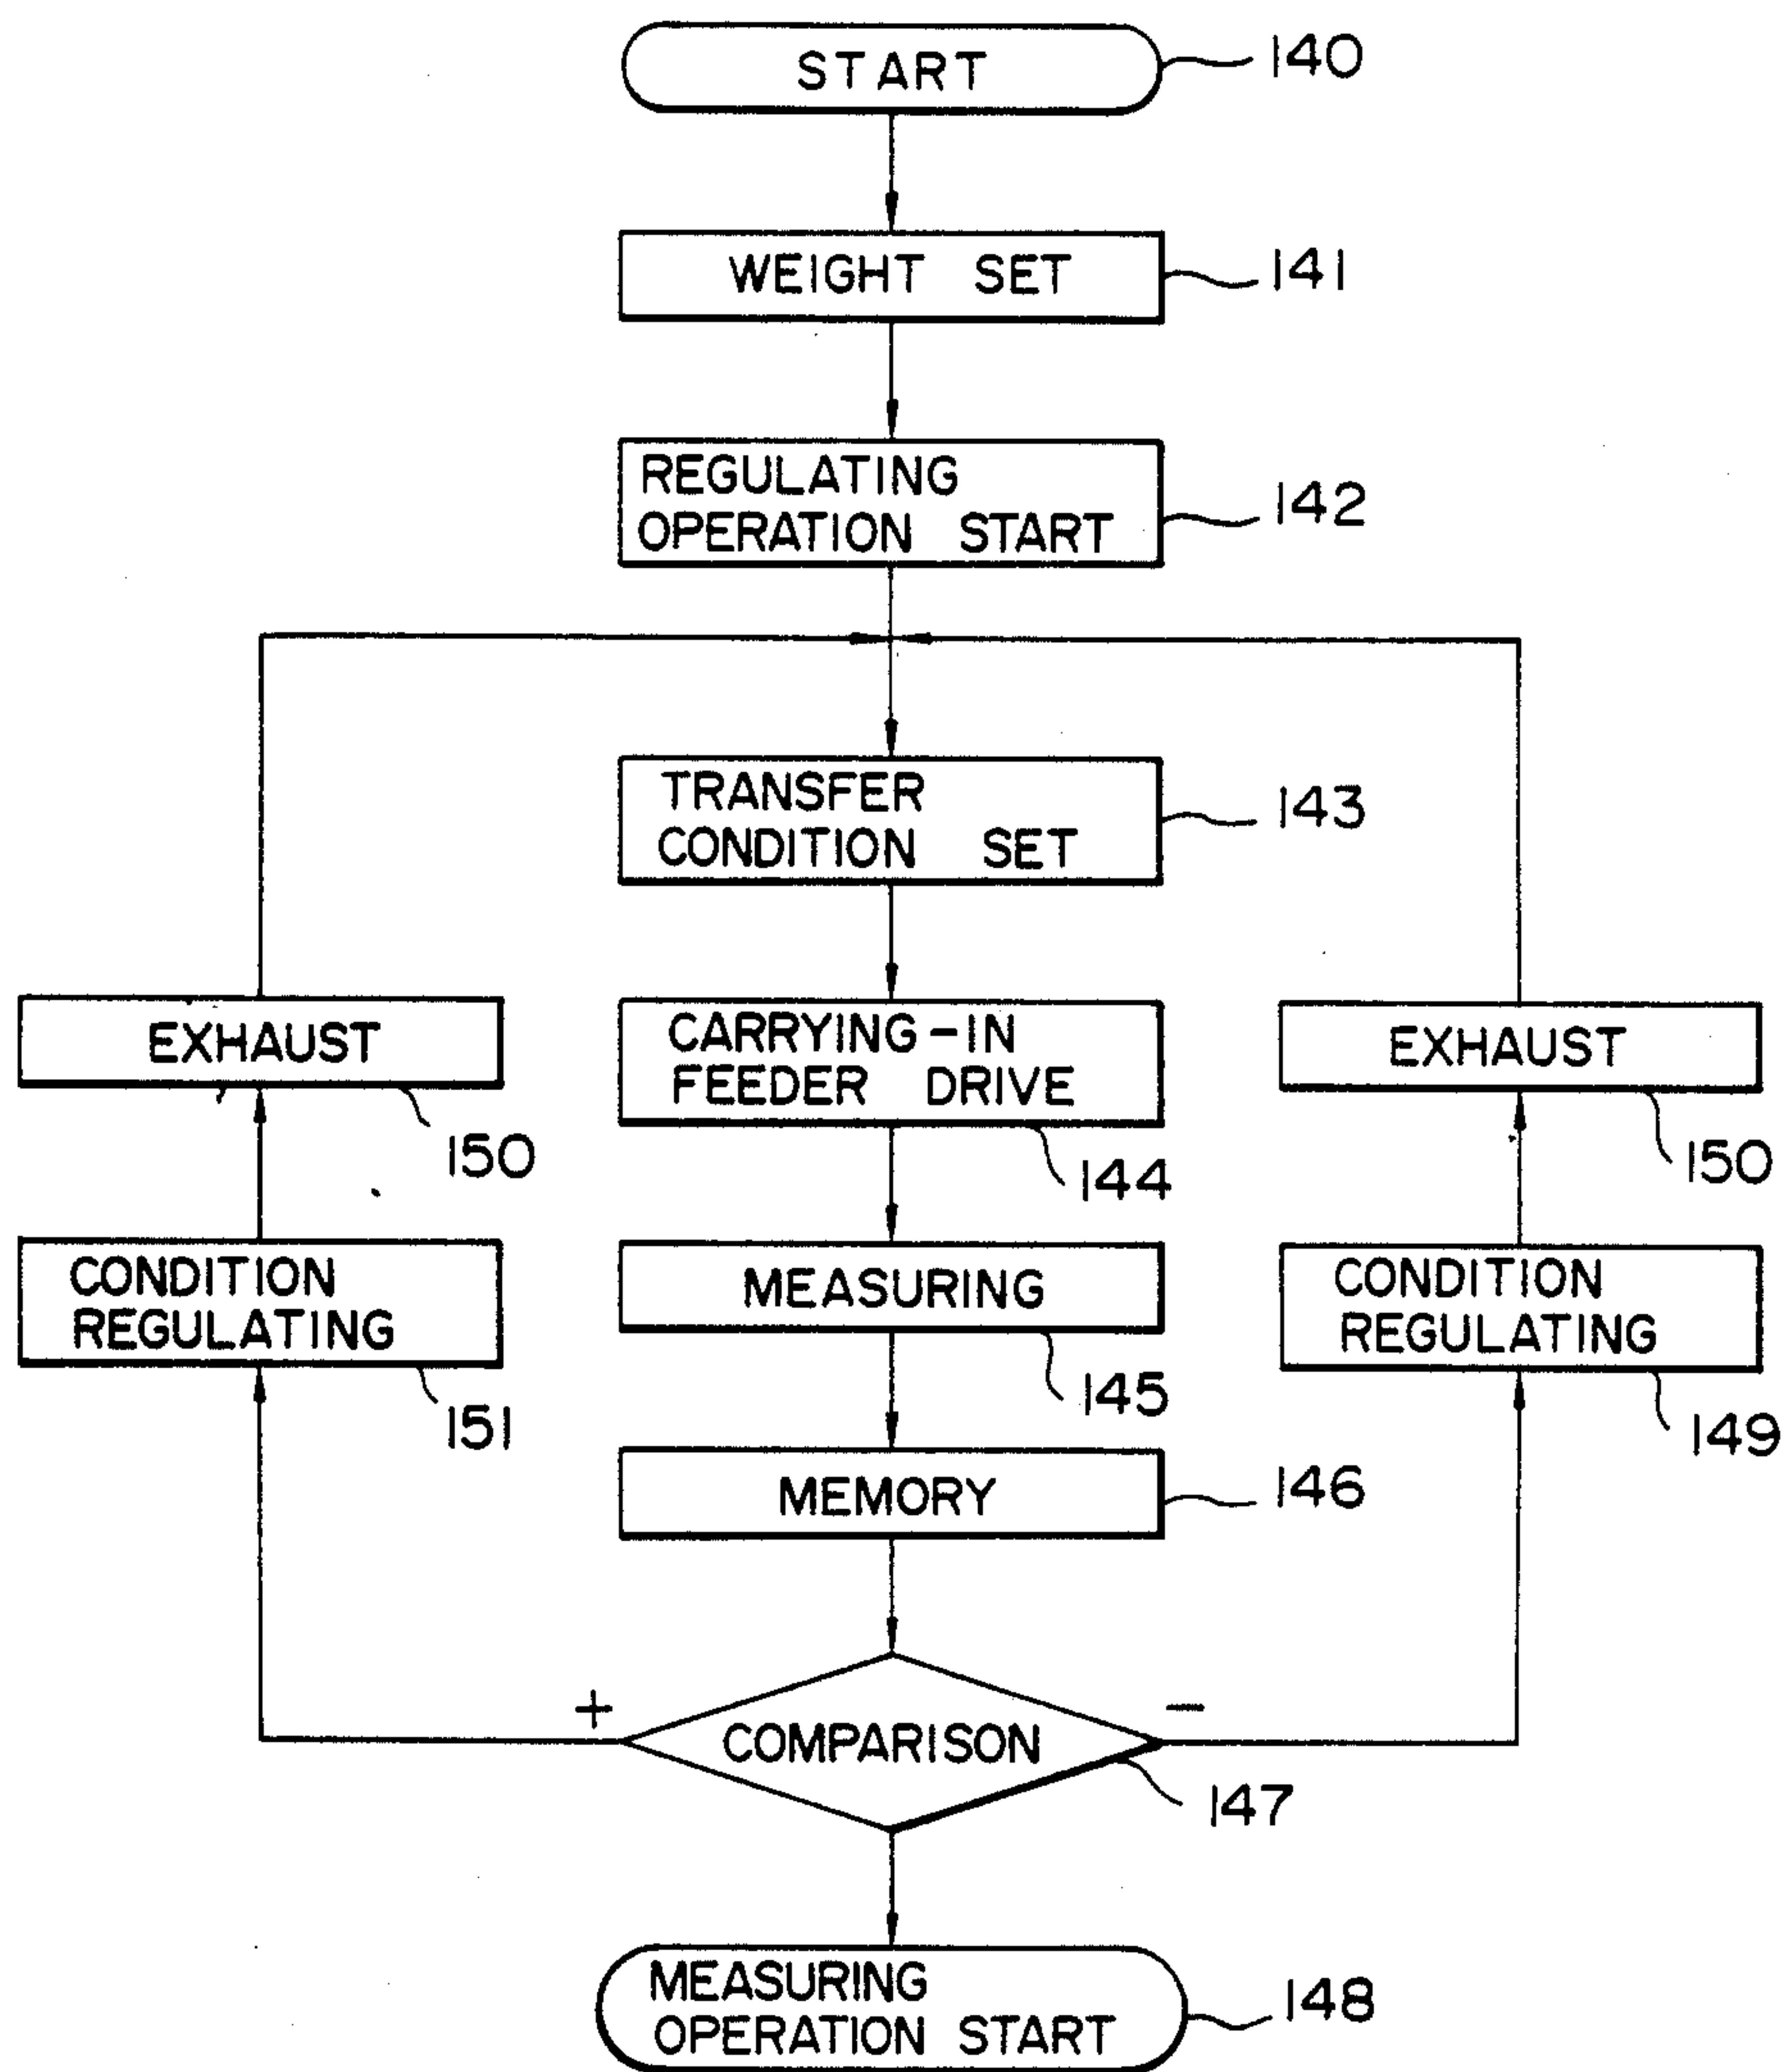 START
140
WEIGHT SET
141
REGULATING
OPERATION START
142
TRANSFER
CONDITION SET
143
EXHAUST
150
CARRYING-IN
FEEDER DRIVE
144
EXHAUST
150
CONDITION
REGULATING
151
MEASURING
145
CONDITION
REGULATING
149
MEMORY
146
+
COMPARISON
-
147
MEASURING
OPERATION START
148